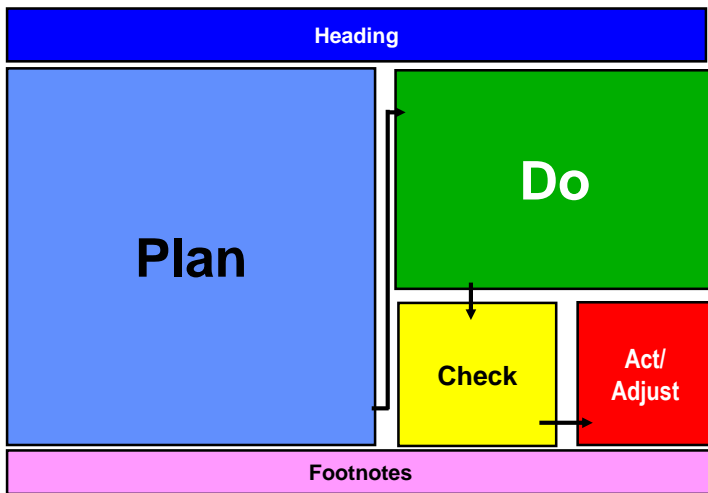 Heading
Plan
Do
Check
Act/
Adjust
Footnotes